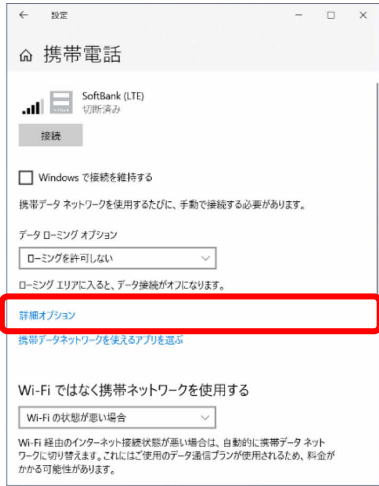 設定
携帯電話
SoftBank (LTE)
切断済み
接続
Windows で接続を維持する
携帯データ ネットワークを使用するたびに、手動で接続する必要があります。
データ ローミング オプション
ローミングを許可しない
ローミング エリアに入ると、データ接続がオフになります。
詳細オプション
携帯データネットワークを使えるアプリを選ぶ
Wi-Fi ではなく携帯ネットワークを使用する
Wi-Fi の状態が悪い場合
Wi-Fi 経由のインターネット接続状態が悪い場合は、自動的に携帯データ ネット
ワークに切り替えます。これにはご使用のデータ通信プランが使用されるため、料金が
かかる可能性があります。